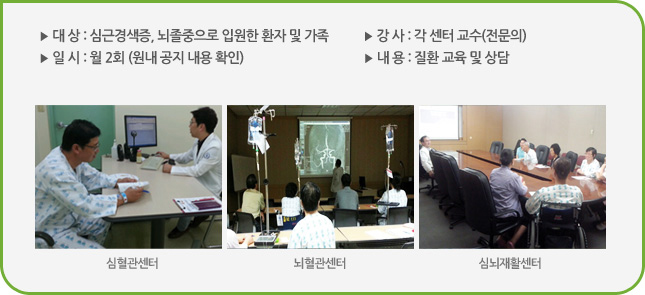 ▶ 대 상 : 심근경색증, 뇌졸중으로 입원한 환자 및 가족
▶ 강 사 : 각 센터 교수(전문의)
▶ 일 시 : 월 2회 (원내 공지 내용 확인)
▶ 내 용 : 질환 교육 및 상담
심혈관센터
뇌혈관센터
심뇌재활센터